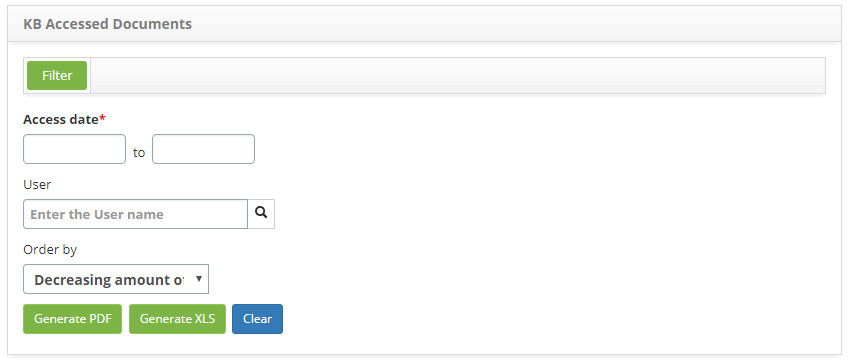 KB Accessed Documents
Filter
Access date*
to
User
Enter the User name
Order by
Decreasing amount
Generate PDF Generate XLS Clear